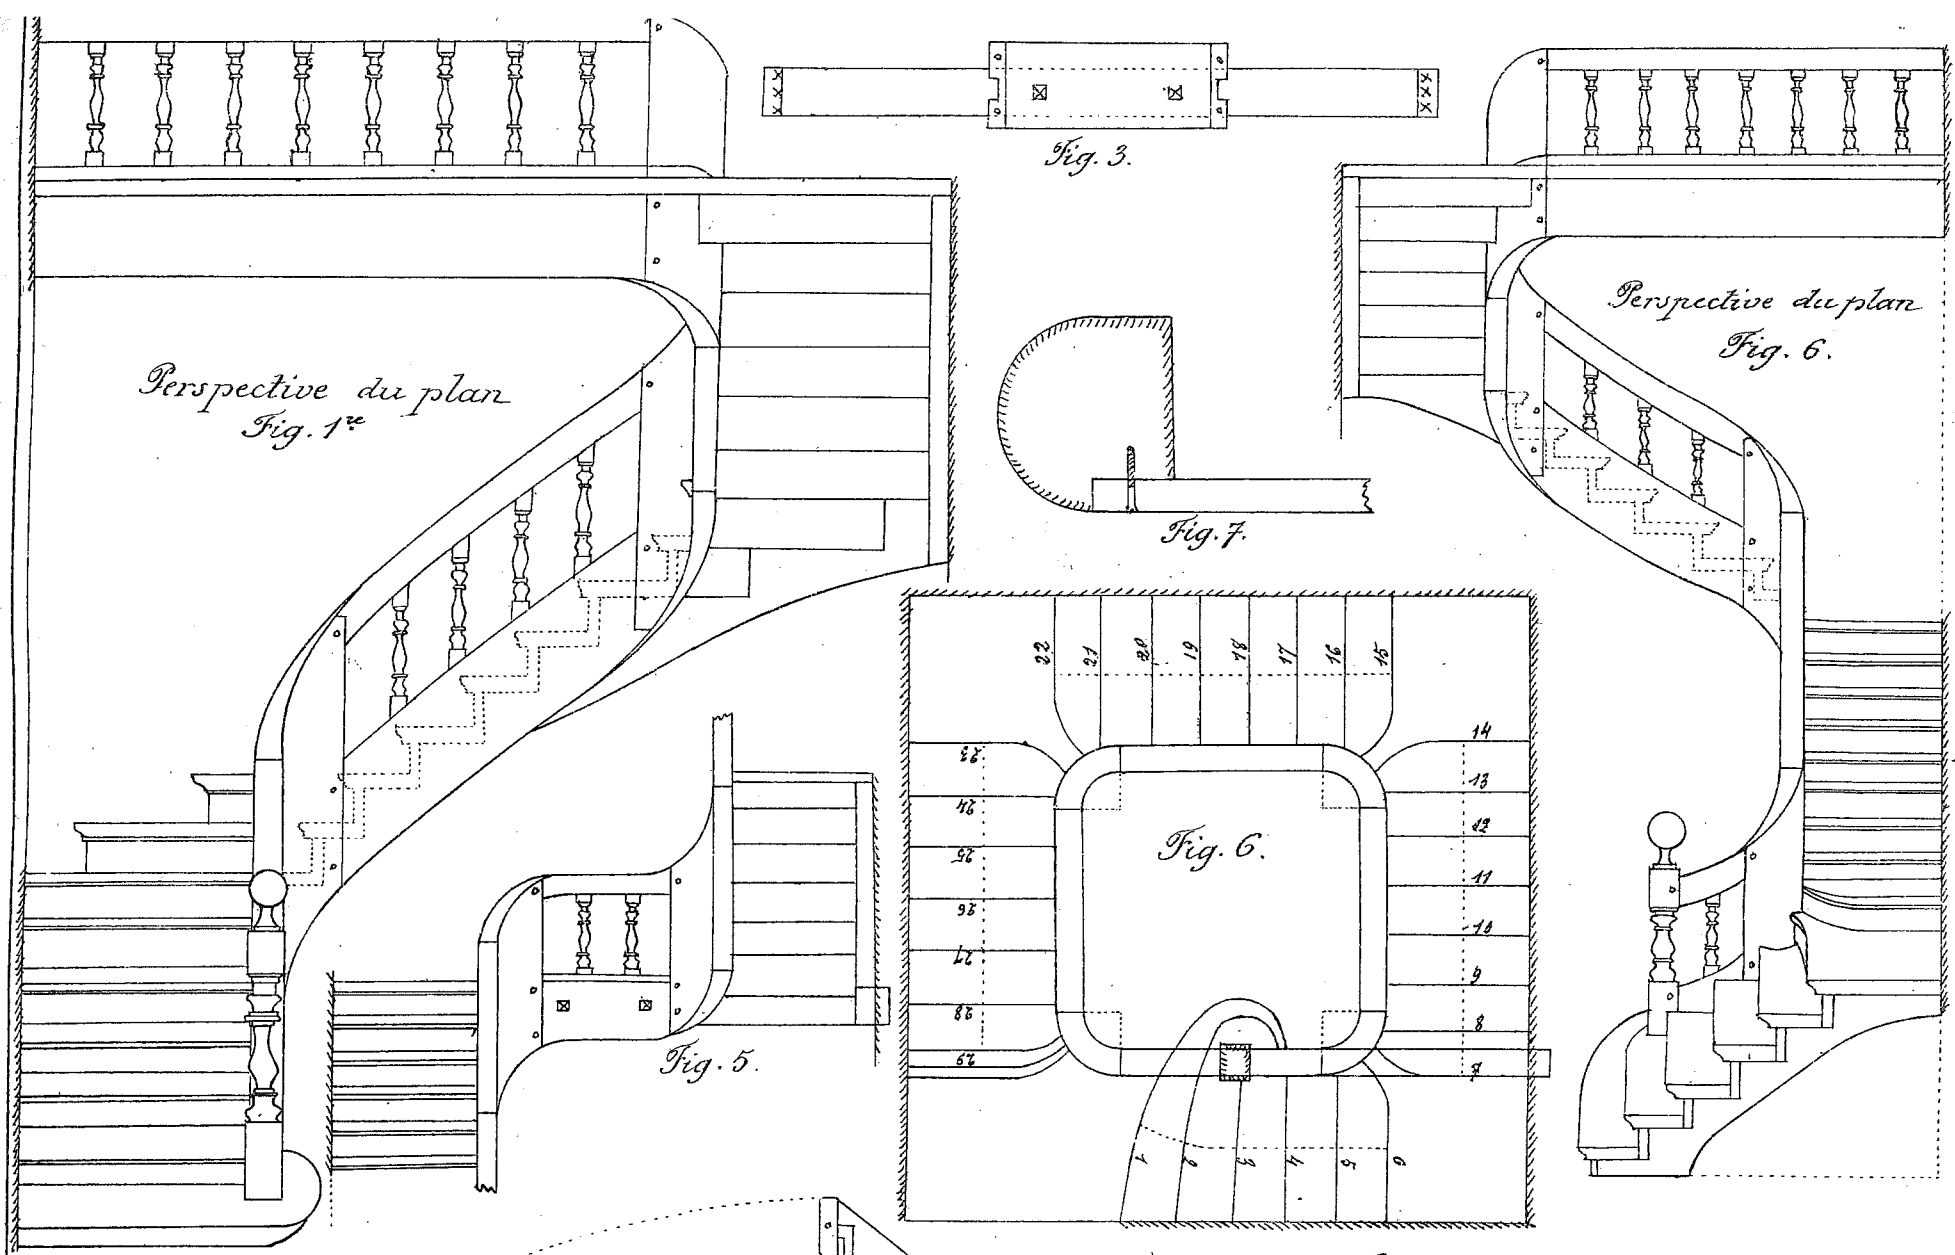 Fig. 3.
Perspective du plan
Fig. 1re
Perspective du plan
Fig. 6.
Fig. 7.
22 21 20 19 18 17 16 15
23
24
25
26
27
28
29
14
13
12
11
10
9
8
7
Fig. 6.
1 2 3 4 5 6
Fig. 5.